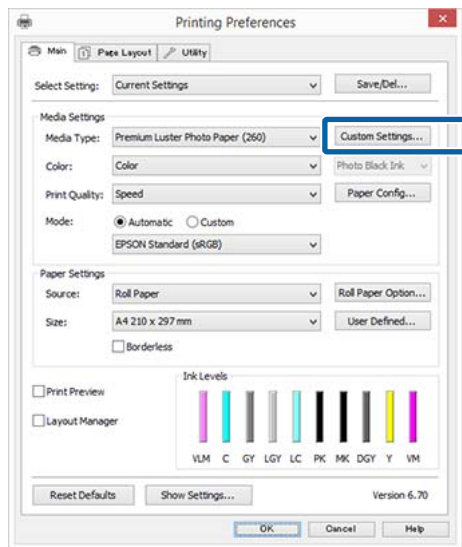 Printing Preferences
Main Page Layout Utility
Select Setting: Current Settings Save/Del...
Media Settings
Media Type: Premium Luster Photo Paper (260) Custom Settings...
Color: Color Photo Black Ink
Print Quality: Speed Paper Config...
Mode: Automatic Custom
EPSON Standard (sRGB)
Paper Settings
Source: Roll Paper Roll Paper Option...
Size: A4 210 x 297 mm User Defined...
Borderless
Ink Levels
Print Preview
Layout Manager
VLM C GY LGY LC PK MK DGY Y VM
Reset Defaults Show Settings... Version 6.70
OK Cancel Help